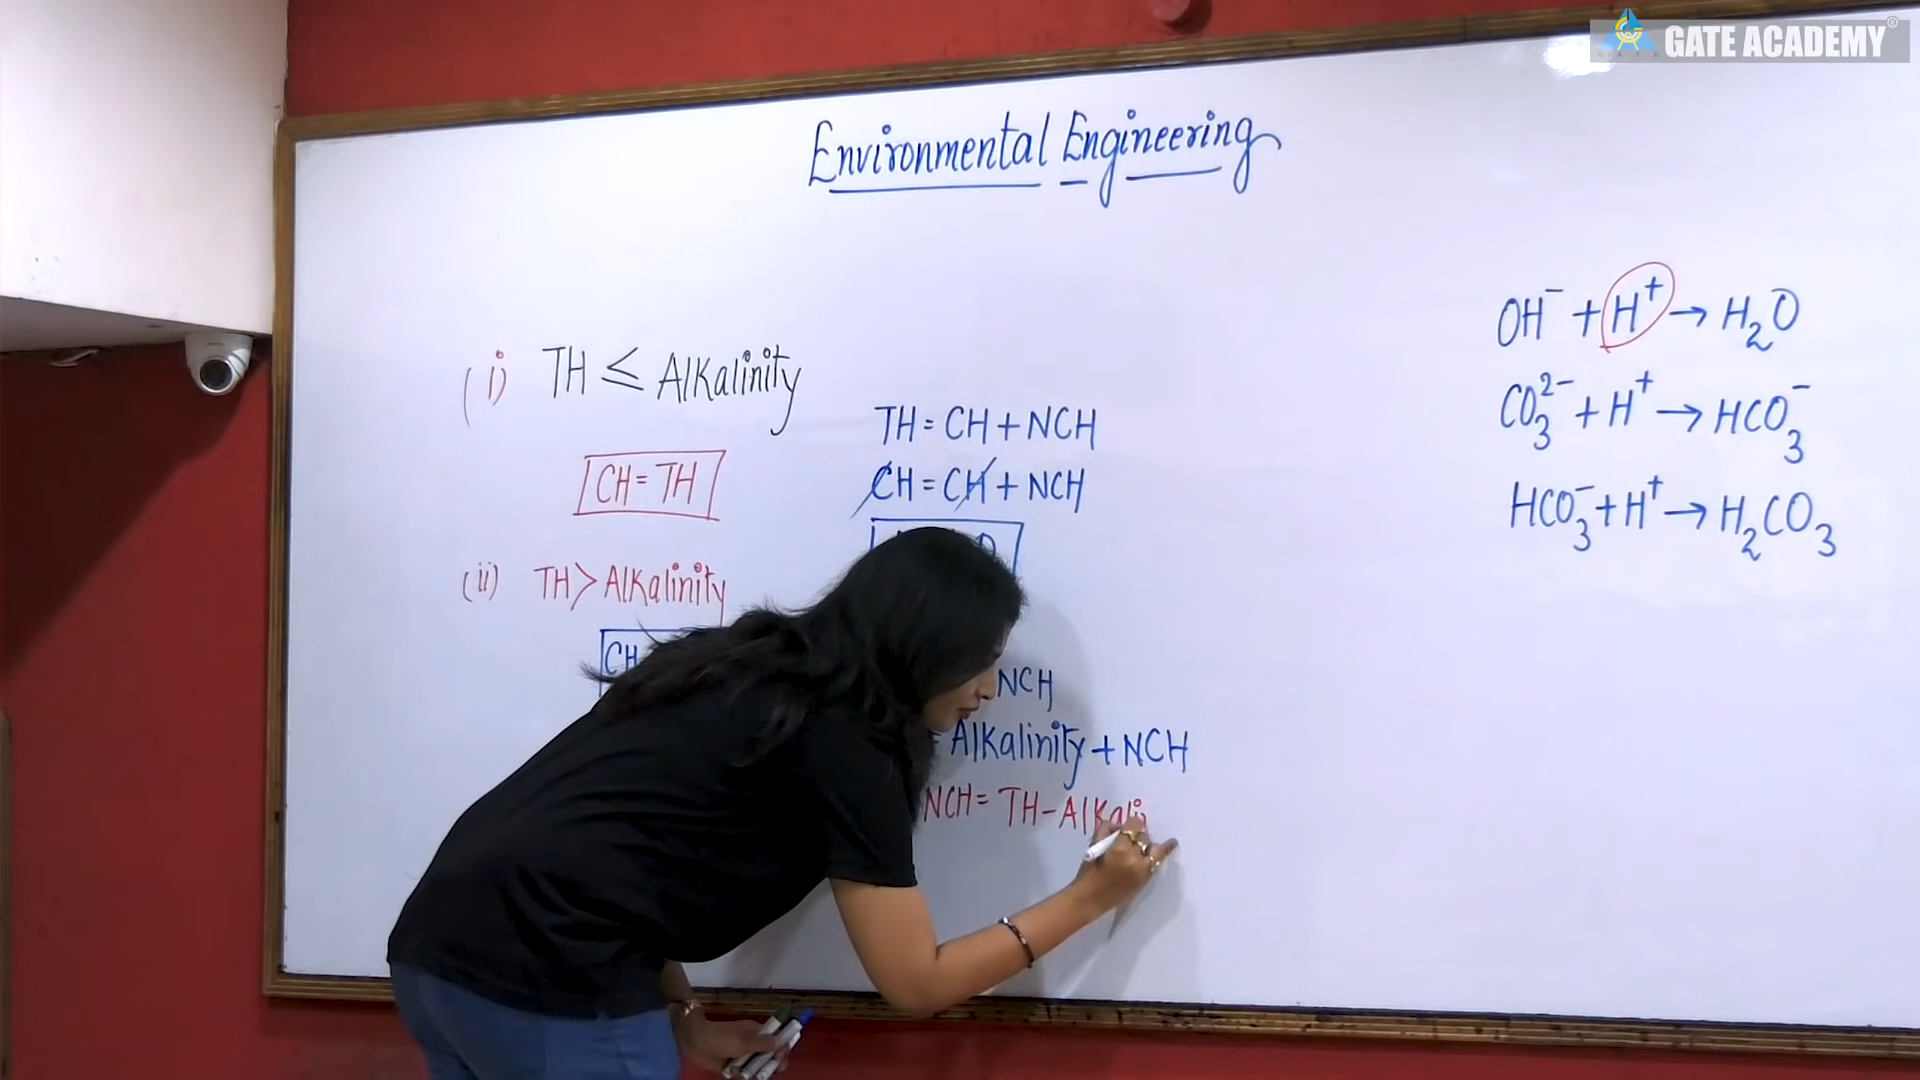 GATE ACADEMY®
Environmental Engineering
(i) TH ≤ Alkalinity
CH = TH
TH = CH + NCH
CH = CH + NCH
(ii) TH > Alkalinity
CH
NCH
= Alkalinity + NCH
NCH = TH - Alkali
OH⁻ + H⁺ → H₂O
CO₃²⁻ + H⁺ → HCO₃⁻
HCO₃⁻ + H⁺ → H₂CO₃